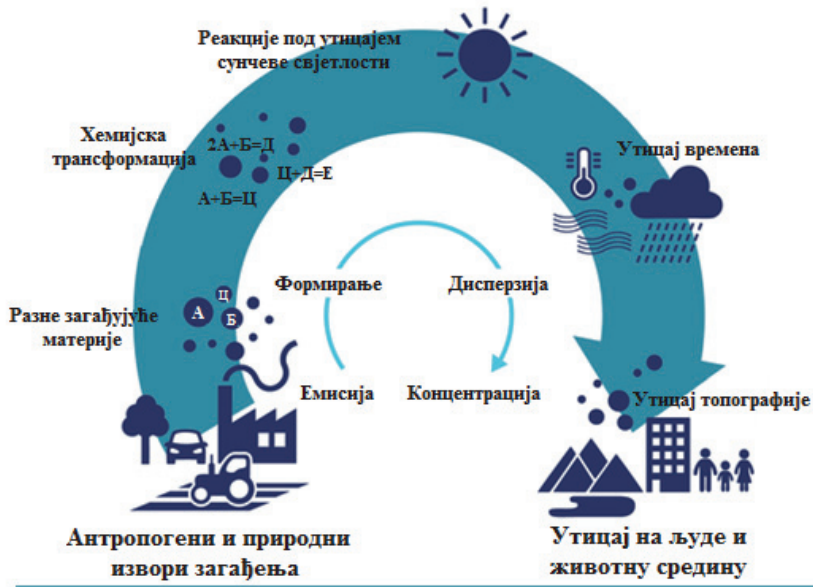 Реакције под утицајем
сунчеве свјетлости
Хемијска
трансформација
2А+Б=Д
Ц+Д=Е
А+Б=Ц
Утицај времена
Разне загађујуће
материје
А
Ц
Б
Формирање
Дисперзија
Емисија
Концентрација
Утицај топографије
Антропогени и природни
извори загађења
Утицај на људе и
животну средину